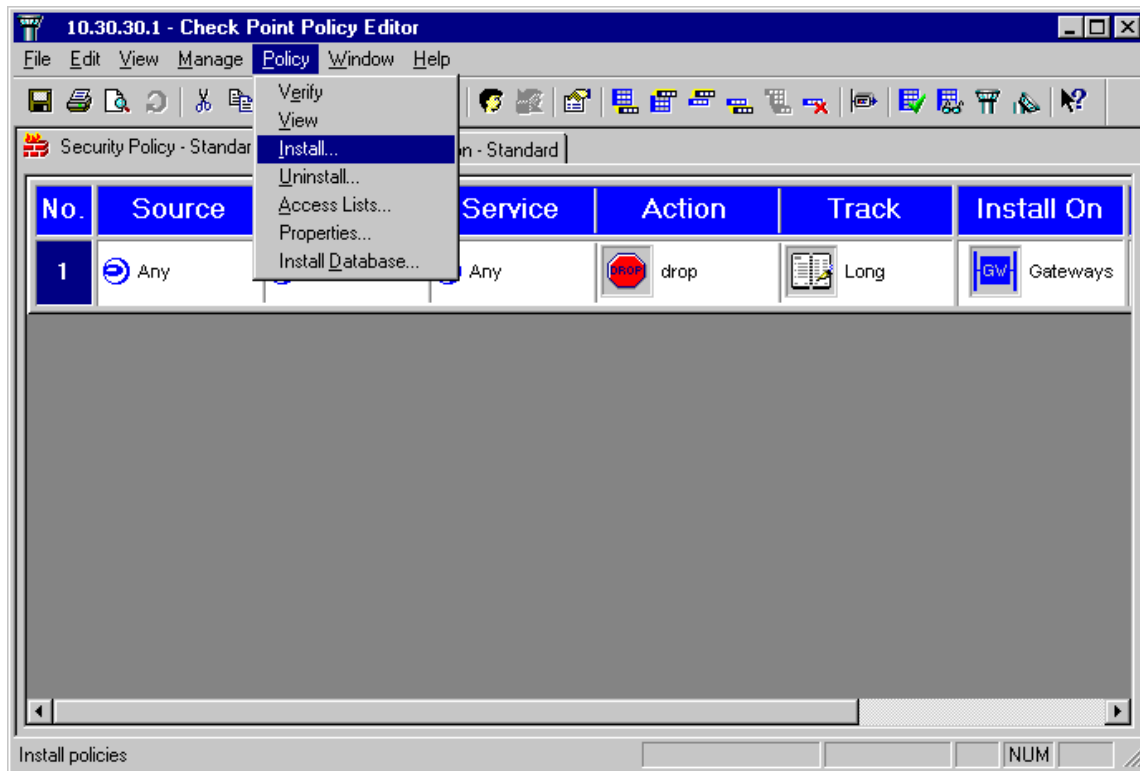 10.30.30.1 - Check Point Policy Editor
File Edit View Manage Policy Window Help
Verify
View
Install...
Uninstall...
Access Lists...
Properties...
Install Database...
Security Policy - Standar
n - Standard
No. Source Service Action Track Install On
1 Any Any DROP drop Long GW Gateways
Install policies NUM